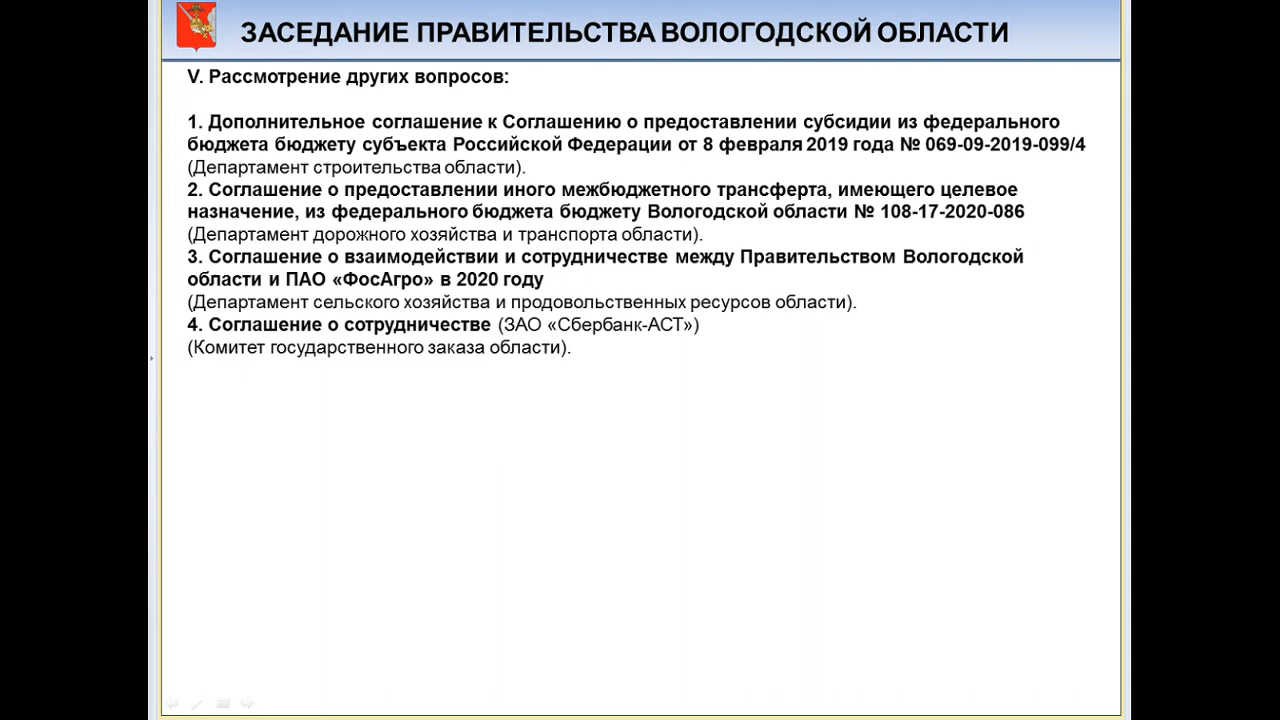 ЗАСЕДАНИЕ ПРАВИТЕЛЬСТВА ВОЛОГОДСКОЙ ОБЛАСТИ
V. Рассмотрение других вопросов:
1. Дополнительное соглашение к Соглашению о предоставлении субсидии из федерального
бюджета бюджету субъекта Российской Федерации от 8 февраля 2019 года № 069-09-2019-099/4
(Департамент строительства области).
2. Соглашение о предоставлении иного межбюджетного трансферта, имеющего целевое
назначение, из федерального бюджета бюджету Вологодской области № 108-17-2020-086
(Департамент дорожного хозяйства и транспорта области).
3. Соглашение о взаимодействии и сотрудничестве между Правительством Вологодской
области и ПАО «ФосАгро» в 2020 году
(Департамент сельского хозяйства и продовольственных ресурсов области).
4. Соглашение о сотрудничестве (ЗАО «Сбербанк-АСТ»)
(Комитет государственного заказа области).